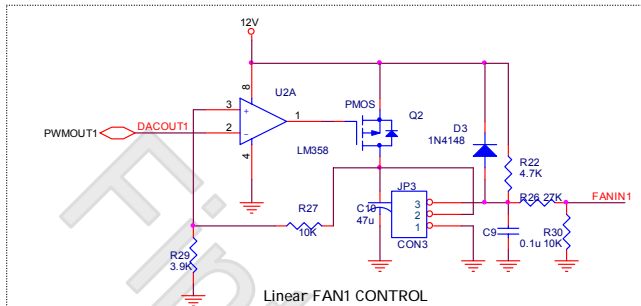 12V
8
U2A
3
+
2
-
1
4
LM358
PWMOUT1
DACOUT1
PMOS
Q2
D3
1N4148
R22
4.7K
R26 27K
FANIN1
JP3
3
2
1
CON3
C10
47u
R27
10K
R29
3.9K
C9
0.1u
R30
10K
Linear FAN1 CONTROL